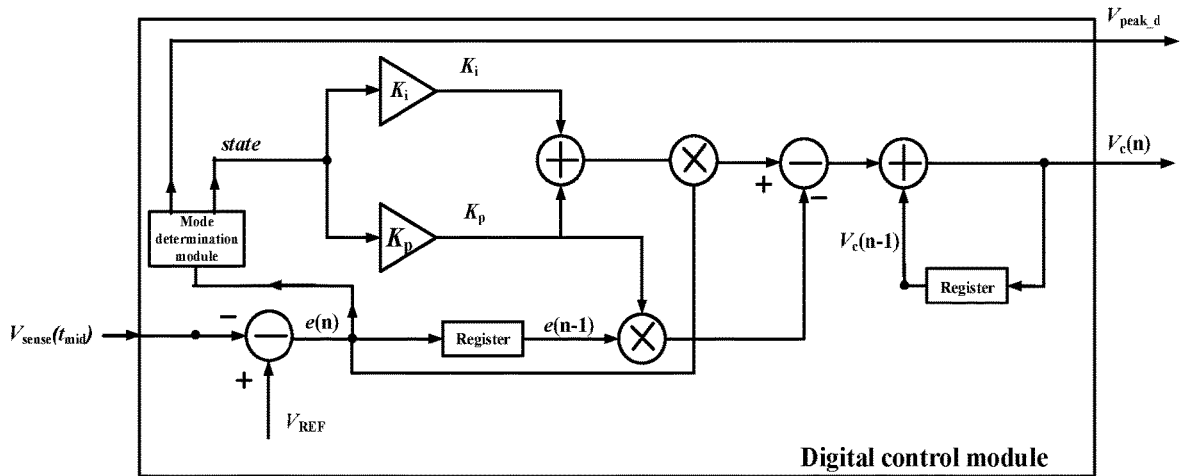 V_peak_d
K_i
K_i
state
+
×
+
−
−
+
V_c(n)
Mode
determination
module
K_p
K_p
V_c(n-1)
Register
V_sense(t_mid)
−
−
e(n)
Register
e(n-1)
×
+
V_REF
Digital control module